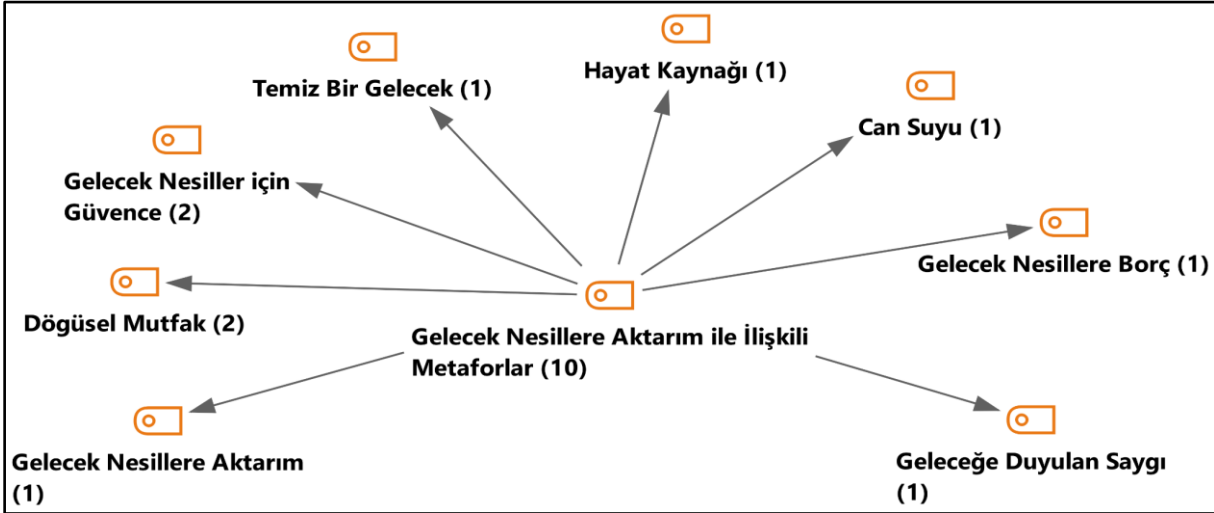 Hayat Kaynağı (1)
Temiz Bir Gelecek (1)
Can Suyu (1)
Gelecek Nesiller için
Güvence (2)
Gelecek Nesillere Borç (1)
Dögüsel Mutfak (2)
Gelecek Nesillere Aktarım ile İlişkili
Metaforlar (10)
Gelecek Nesillere Aktarım
(1)
Geleceğe Duyulan Saygı
(1)